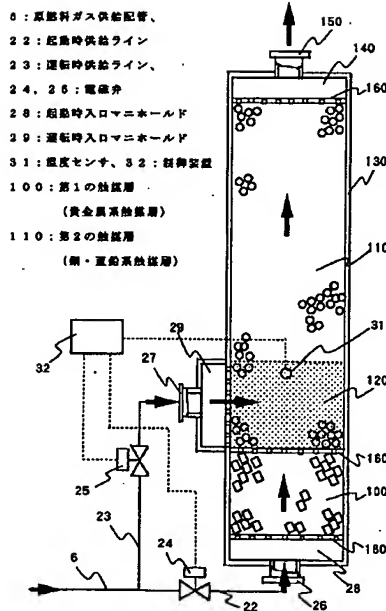 6：原燃料ガス供給配管、
22：起動時供給ライン
23：運転時供給ライン、
24，25：電磁弁
28：起動時入口マニホールド
29：運転時入口マニホールド
31：温度センサ、32：制御装置
100：第1の触媒層
(貴金属系触媒層)
110：第2の触媒層
(銅・亜鉛系触媒層)
150
140
160
130
110
29
31
27
32
120
160
25
100
23
24
180
6
22
28
26